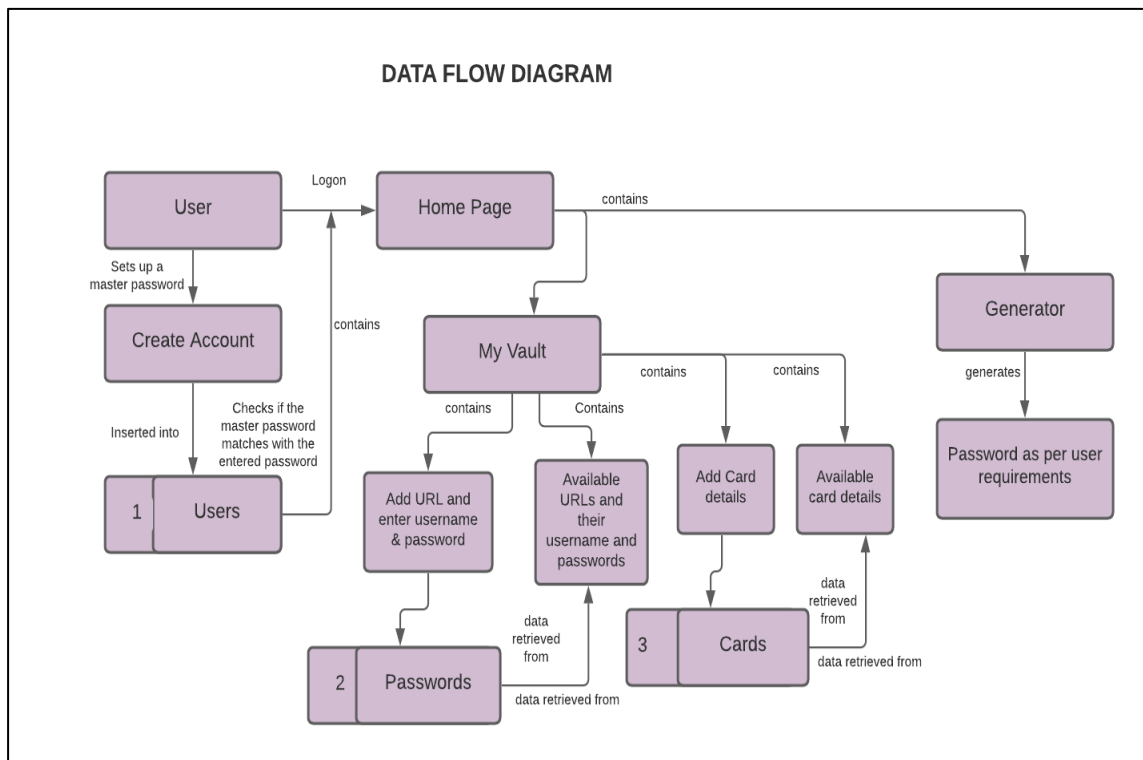 DATA FLOW DIAGRAM
User
Logon
Home Page
contains
Sets up a
master password
Create Account
contains
My Vault
Generator
contains
contains
generates
contains
Contains
Inserted into
Checks if the
master password
matches with the
entered password
1
Users
Add URL and
enter username
& password
Available
URLs and
their
username and
passwords
Add Card
details
Available
card details
Password as per user
requirements
2
Passwords
data
retrieved
from
data retrieved from
3
Cards
data
retrieved
from
data retrieved from